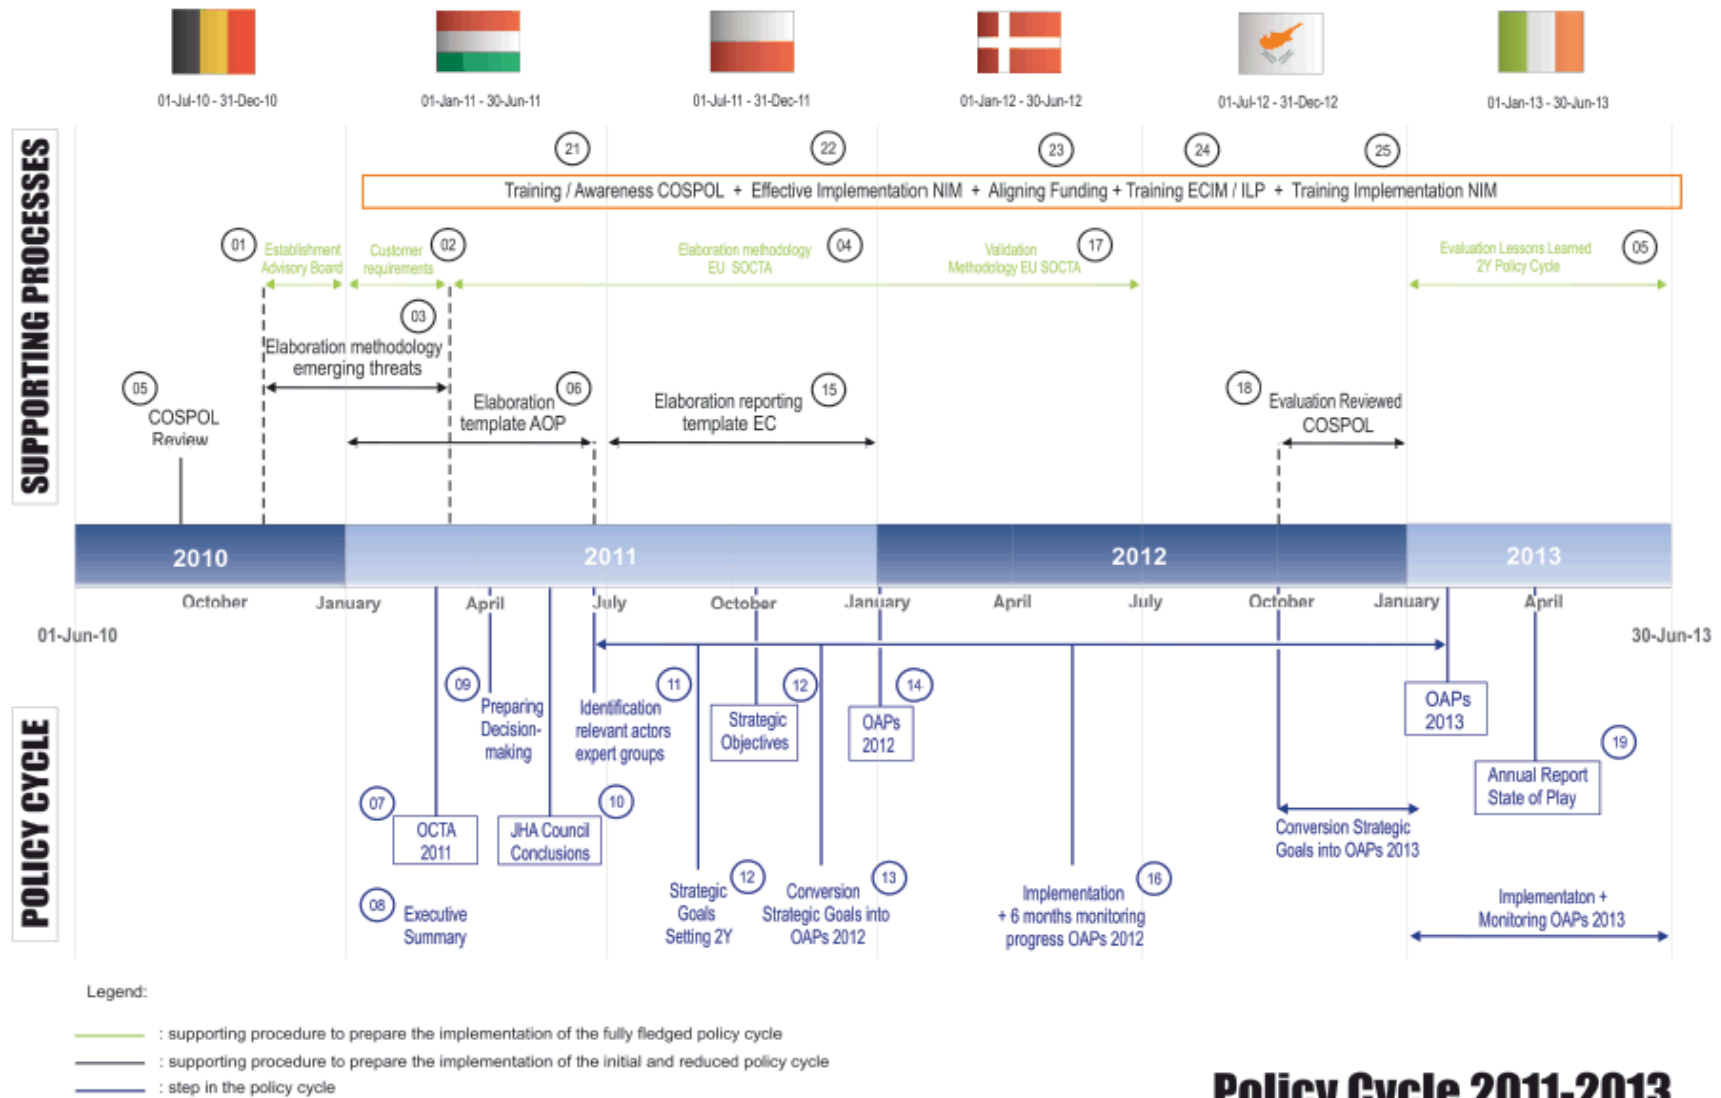 01-Jul-10 - 31-Dec-10
01-Jan-11 - 30-Jun-11
01-Jul-11 - 31-Dec-11
01-Jan-12 - 30-Jun-12
01-Jul-12 - 31-Dec-12
01-Jan-13 - 30-Jun-13
SUPPORTING PROCESSES
21
22
23
24
25
Training / Awareness COSPOL + Effective Implementation NIM + Aligning Funding + Training ECIM / ILP + Training Implementation NIM
01
Establishment
Advisory Board
Customer
requirements
02
Elaboration methodology
EU SOCTA
04
Validation
Methodology EU SOCTA
17
Evaluation Lessons Learned
2Y Policy Cycle
05
03
Elaboration methodology
emerging threats
05
COSPOL
Review
06
Elaboration
template AOP
Elaboration reporting
template EC
15
18
Evaluation Reviewed
COSPOL
2010
2011
2012
2013
October
January
April
July
October
January
April
July
October
January
April
01-Jun-10
30-Jun-13
POLICY CYCLE
09
Preparing
Decision-
making
Identification
relevant actors
expert groups
11
Strategic
Objectives
12
OAPs
2012
14
OAPs
2013
19
Annual Report
State of Play
07
OCTA
2011
JHA Council
Conclusions
10
Conversion Strategic
Goals into OAPs 2013
08
Executive
Summary
Strategic
Goals
Setting 2Y
12
Conversion
Strategic Goals into
OAPs 2012
13
Implementation
+ 6 months monitoring
progress OAPs 2012
16
Implementaton +
Monitoring OAPs 2013
Legend:
: supporting procedure to prepare the implementation of the fully fledged policy cycle
: supporting procedure to prepare the implementation of the initial and reduced policy cycle
: step in the policy cycle
Policy Cycle 2011-2013